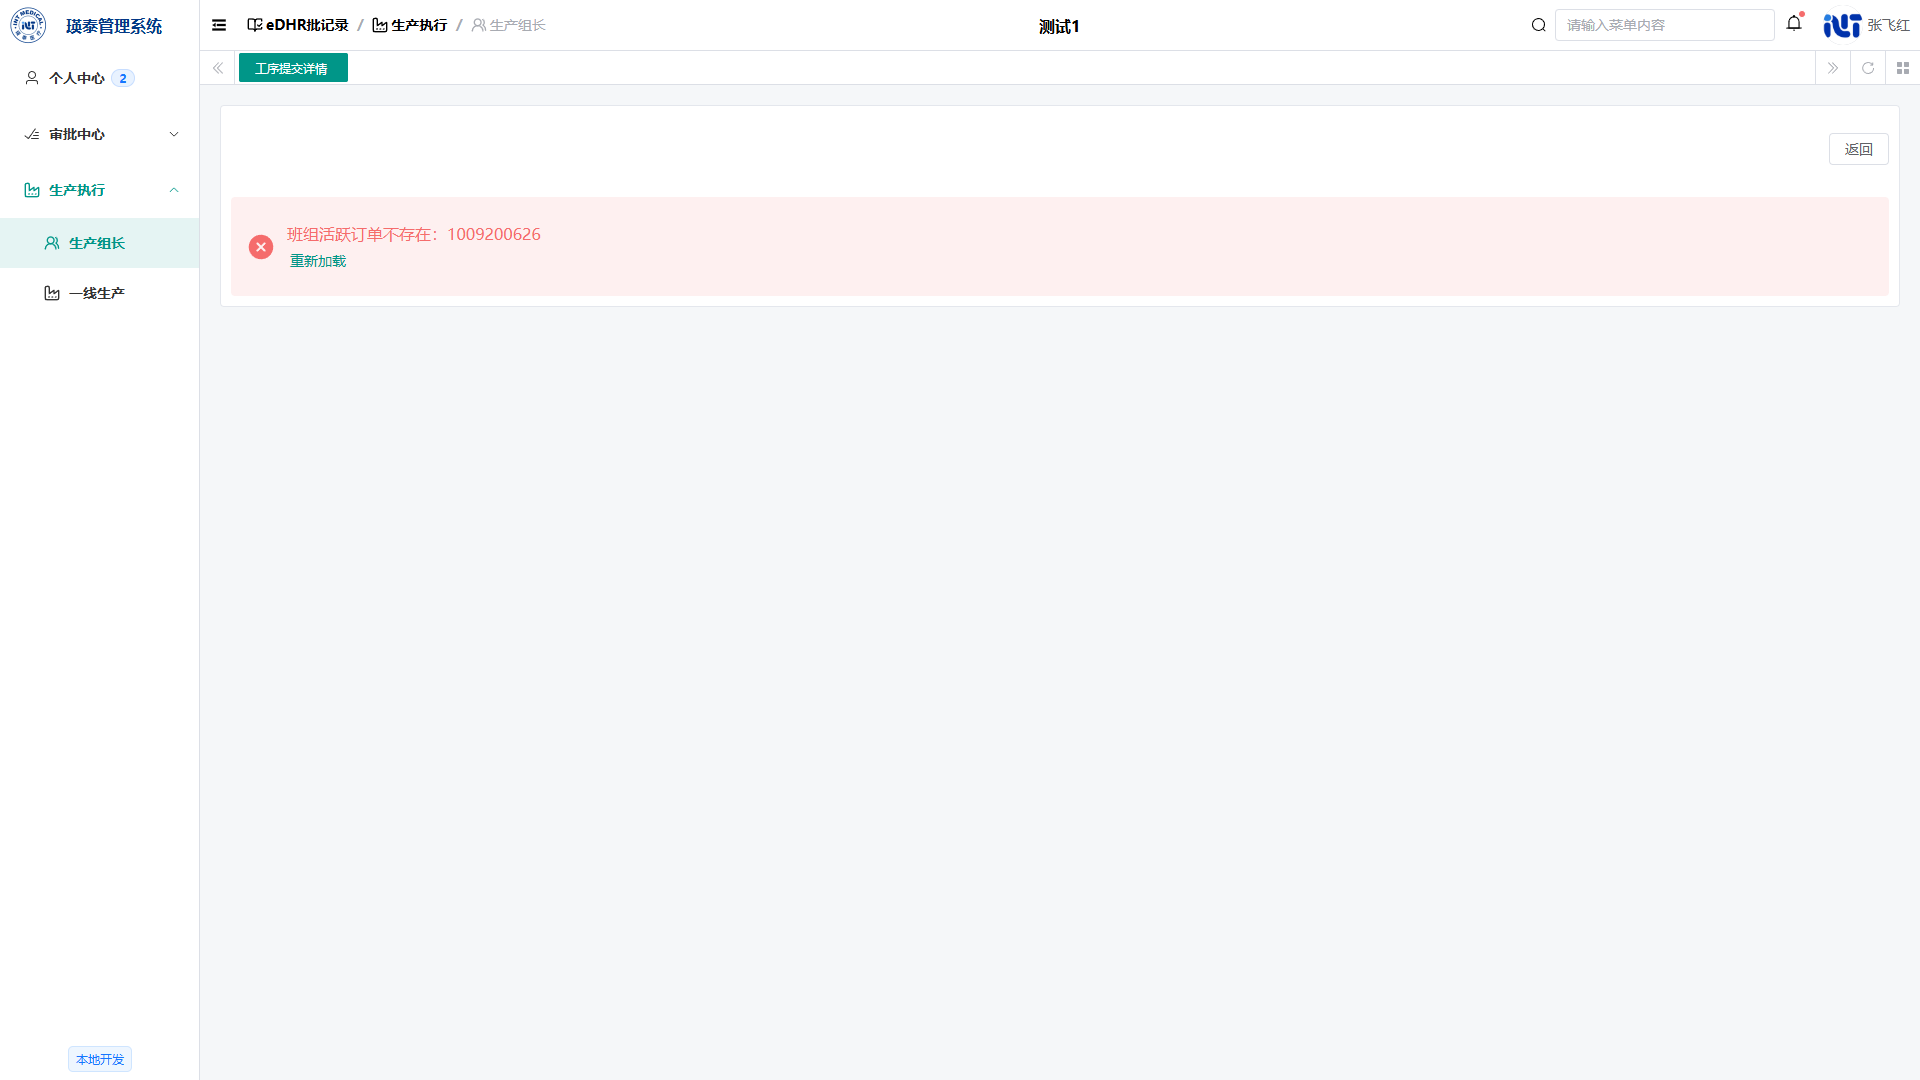 瑛泰管理系统
eDHR批记录 / 生产执行 / 生产组长
测试1
请输入菜单内容
张飞红
个人中心 2
工序提交详情
审批中心
返回
生产执行
生产组长
班组活跃订单不存在：1009200626
重新加载
一线生产
本地开发